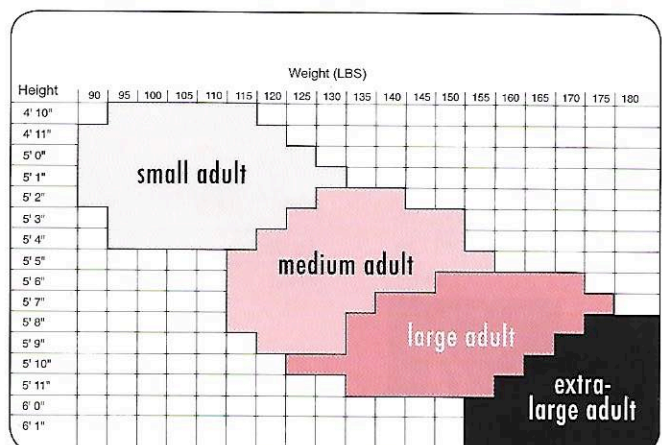 Weight (LBS)
Height 90 95 100 105 110 115 120 125 130 135 140 145 150 155 160 165 170 175 180
4' 10"
4' 11"
5' 0"
5' 1"
small adult
5' 2"
5' 3"
5' 4"
5' 5"
medium adult
5' 6"
5' 7"
5' 8"
large adult
5' 9"
5' 10"
5' 11"
extra-
6' 0"
large adult
6' 1"